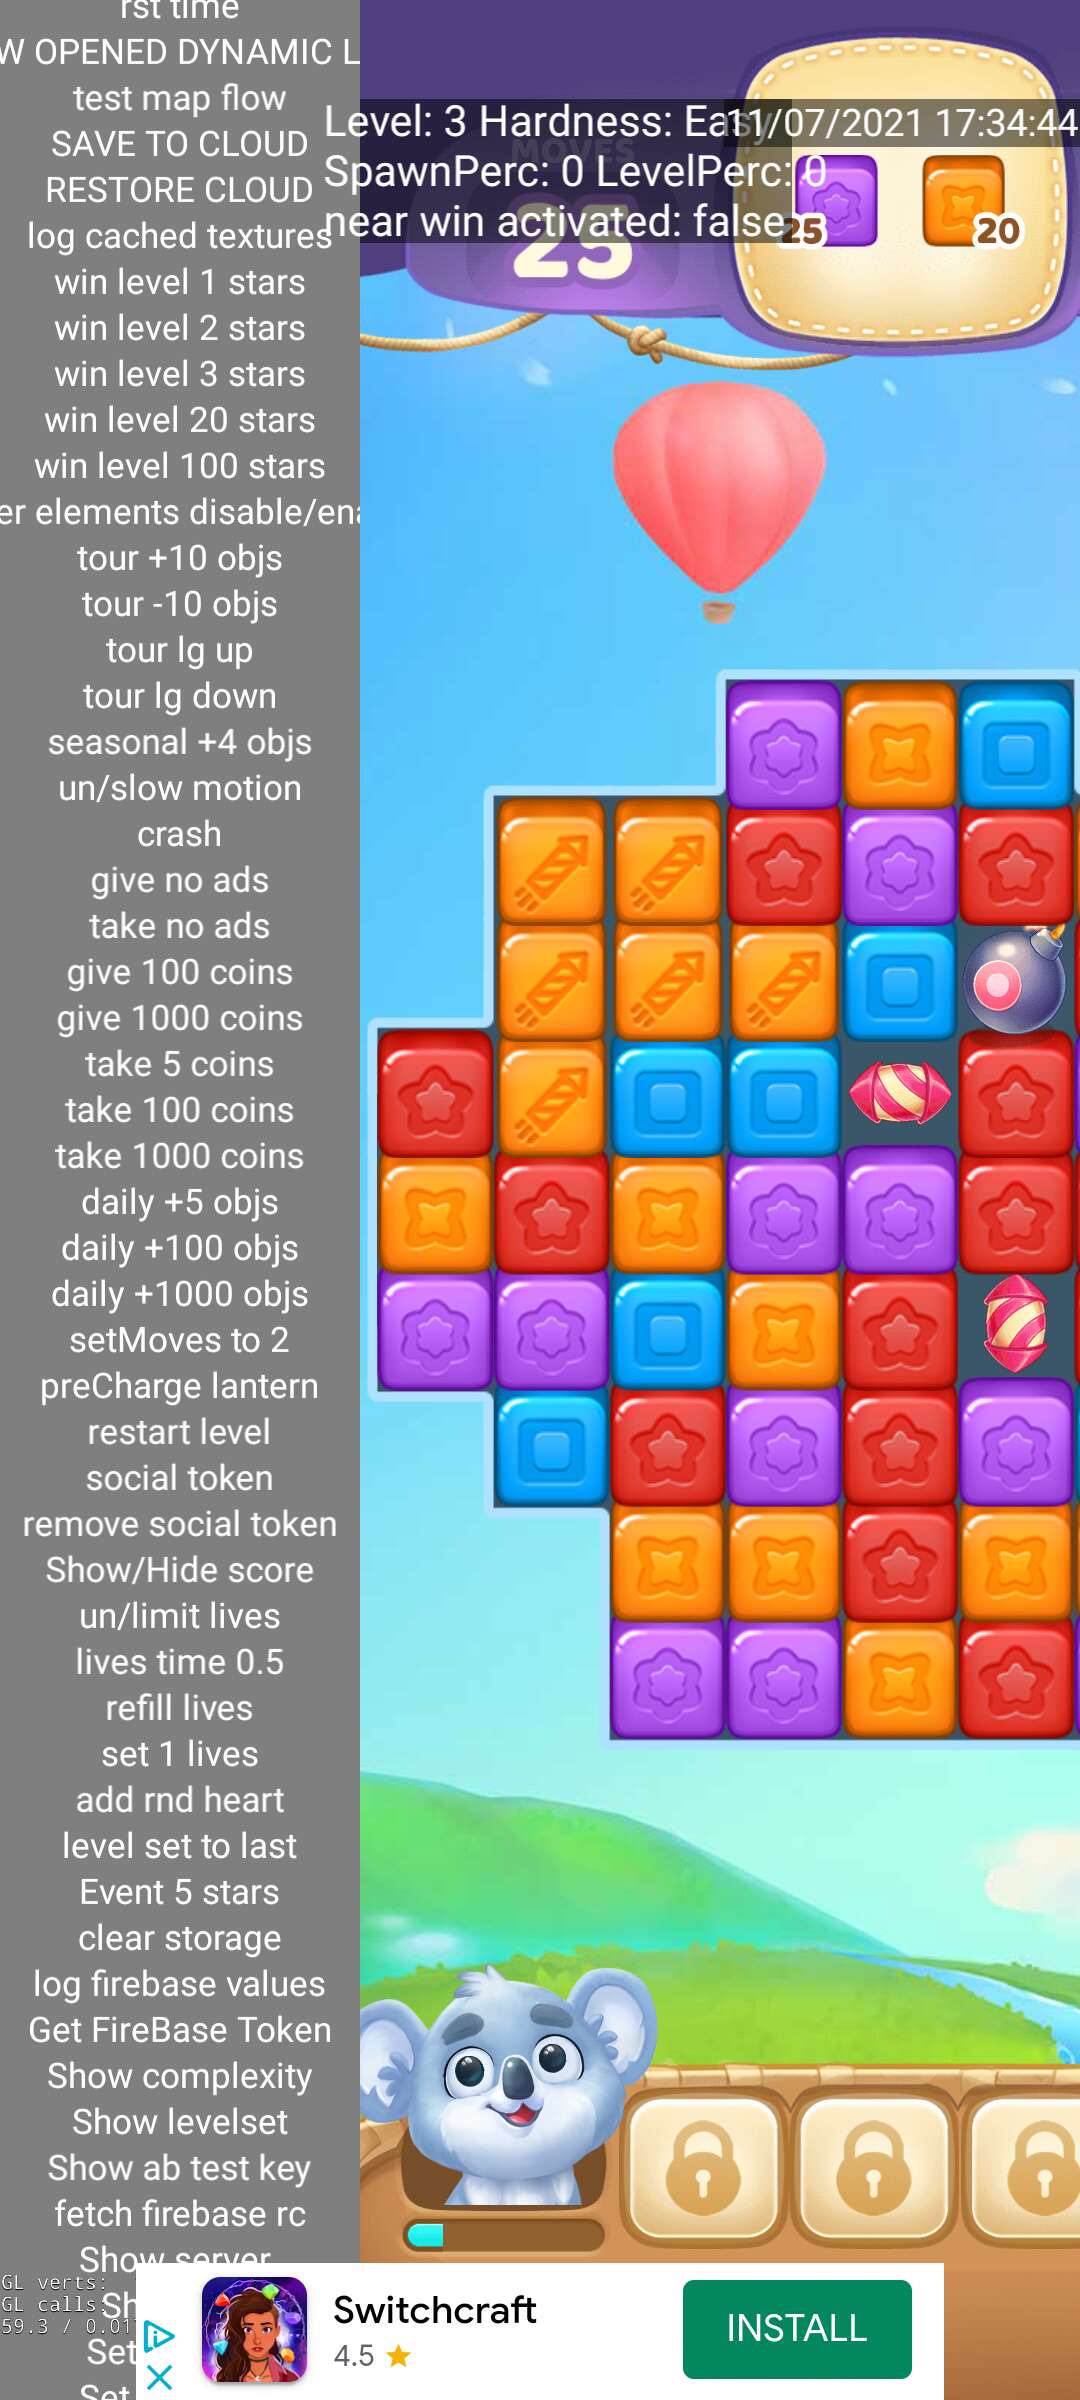 rst time
W OPENED DYNAMIC L
test map flow
SAVE TO CLOUD
RESTORE CLOUD
log cached textures
win level 1 stars
win level 2 stars
win level 3 stars
win level 20 stars
win level 100 stars
er elements disable/ena
tour +10 objs
tour -10 objs
tour lg up
tour lg down
seasonal +4 objs
un/slow motion
crash
give no ads
take no ads
give 100 coins
give 1000 coins
take 5 coins
take 100 coins
take 1000 coins
daily +5 objs
daily +100 objs
daily +1000 objs
setMoves to 2
preCharge lantern
restart level
social token
remove social token
Show/Hide score
un/limit lives
lives time 0.5
refill lives
set 1 lives
add rnd heart
level set to last
Event 5 stars
clear storage
log firebase values
Get FireBase Token
Show complexity
Show levelset
Show ab test key
fetch firebase rc
Show server
Sh
Set
Set
GL verts:
GL calls:
59.3 / 0.01
Level: 3 Hardness: Easy
11/07/2021 17:34:44
SpawnPerc: 0 LevelPerc: 0
near win activated: false
MOVES
25
25
20
Switchcraft
4.5
INSTALL